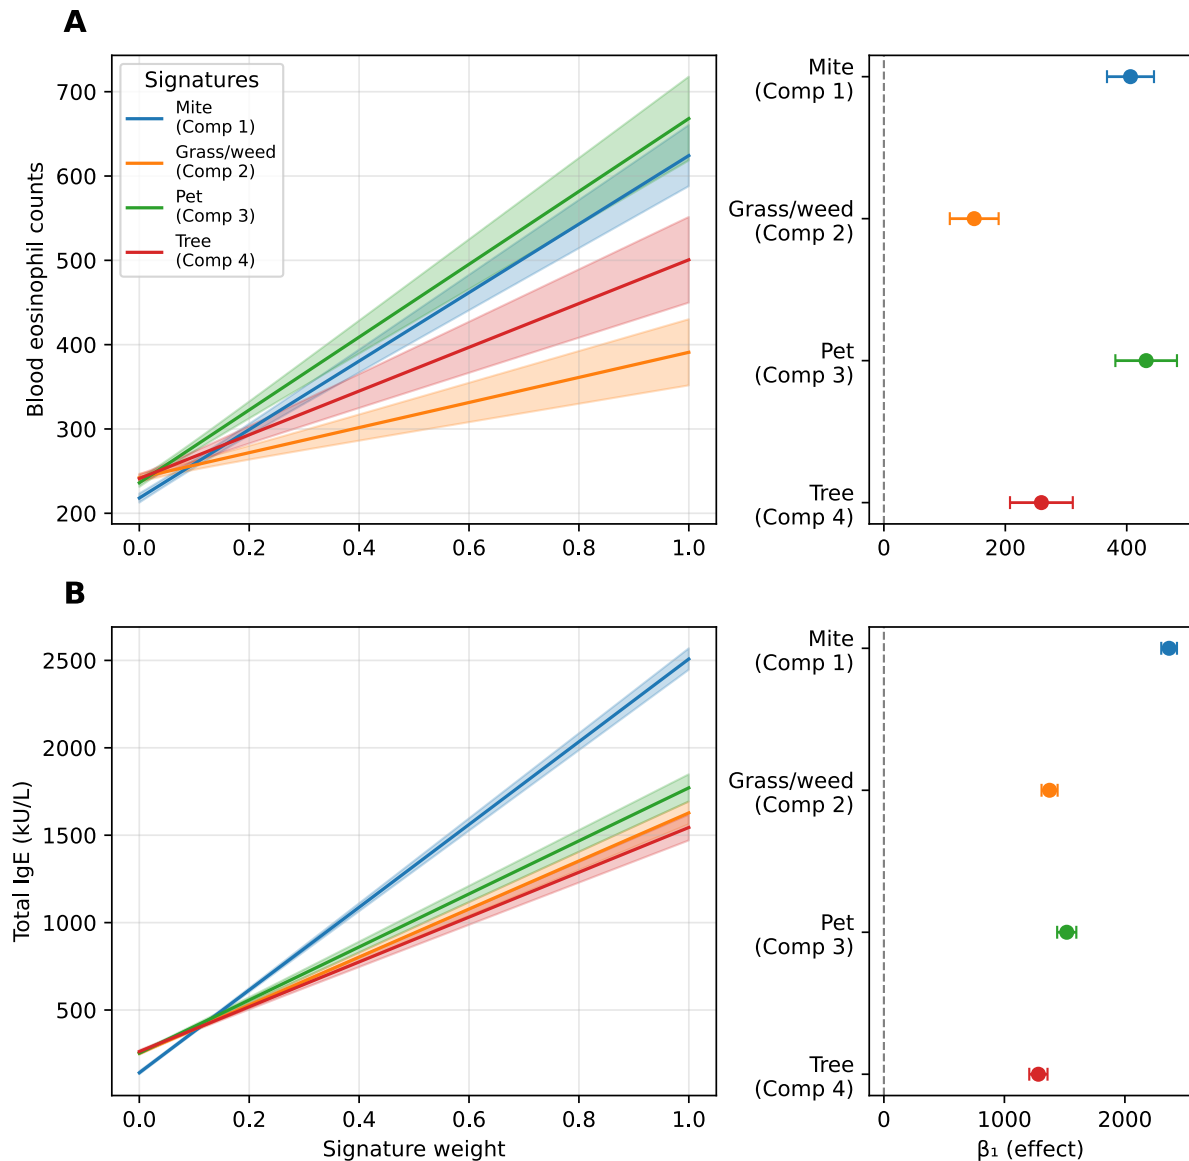 A
Blood eosinophil counts
700
600
500
400
300
200
Signatures
Mite
(Comp 1)
Grass/weed
(Comp 2)
Pet
(Comp 3)
Tree
(Comp 4)
0.0 0.2 0.4 0.6 0.8 1.0
Mite
(Comp 1)
Grass/weed
(Comp 2)
Pet
(Comp 3)
Tree
(Comp 4)
0 200 400
B
Total IgE (kU/L)
2500
2000
1500
1000
500
0.0 0.2 0.4 0.6 0.8 1.0
Signature weight
Mite
(Comp 1)
Grass/weed
(Comp 2)
Pet
(Comp 3)
Tree
(Comp 4)
0 1000 2000
β₁ (effect)